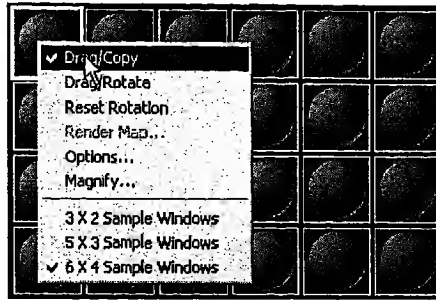 Drag/Copy
Drag/Rotate
Reset Rotation
Render Map...
Options...
Magnify...
3 X 2 Sample Windows
5 X 3 Sample Windows
6 X 4 Sample Windows